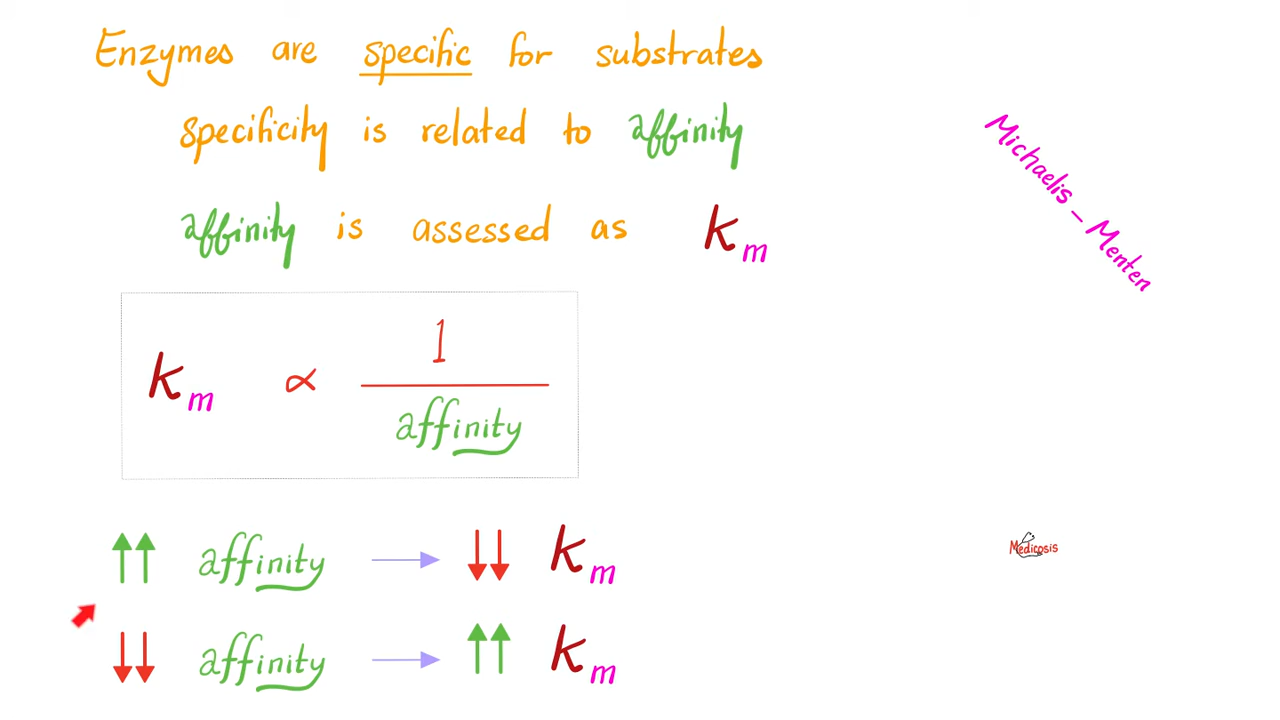 Enzymes are specific for substrates
specificity is related to affinity
affinity is assessed as km
Michaelis - Menten
km ∝ 1
affinity
↑↑ affinity → ↓↓ km
Medicosis
↓↓ affinity → ↑↑ km